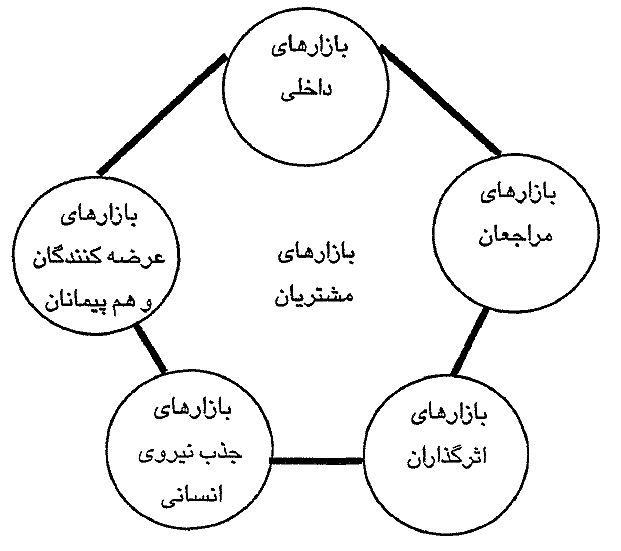 بازارهای
داخلی
بازارهای
مراجعان
بازارهای
عرضه کنندگان
و هم پیمانان
بازارهای
مشتریان
بازارهای
اثرگذاران
بازارهای
جذب نیروی
انسانی